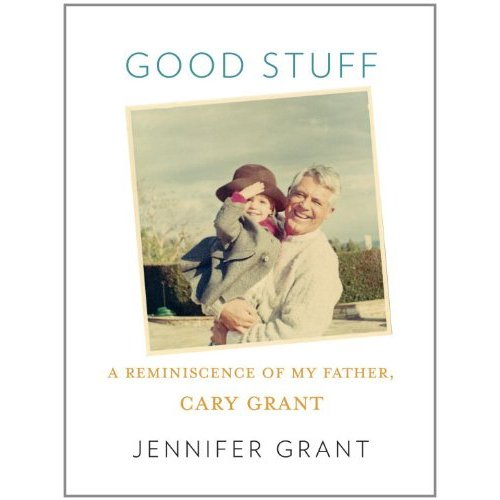 GOOD STUFF
A REMINISCENCE OF MY FATHER,
CARY GRANT
JENNIFER GRANT